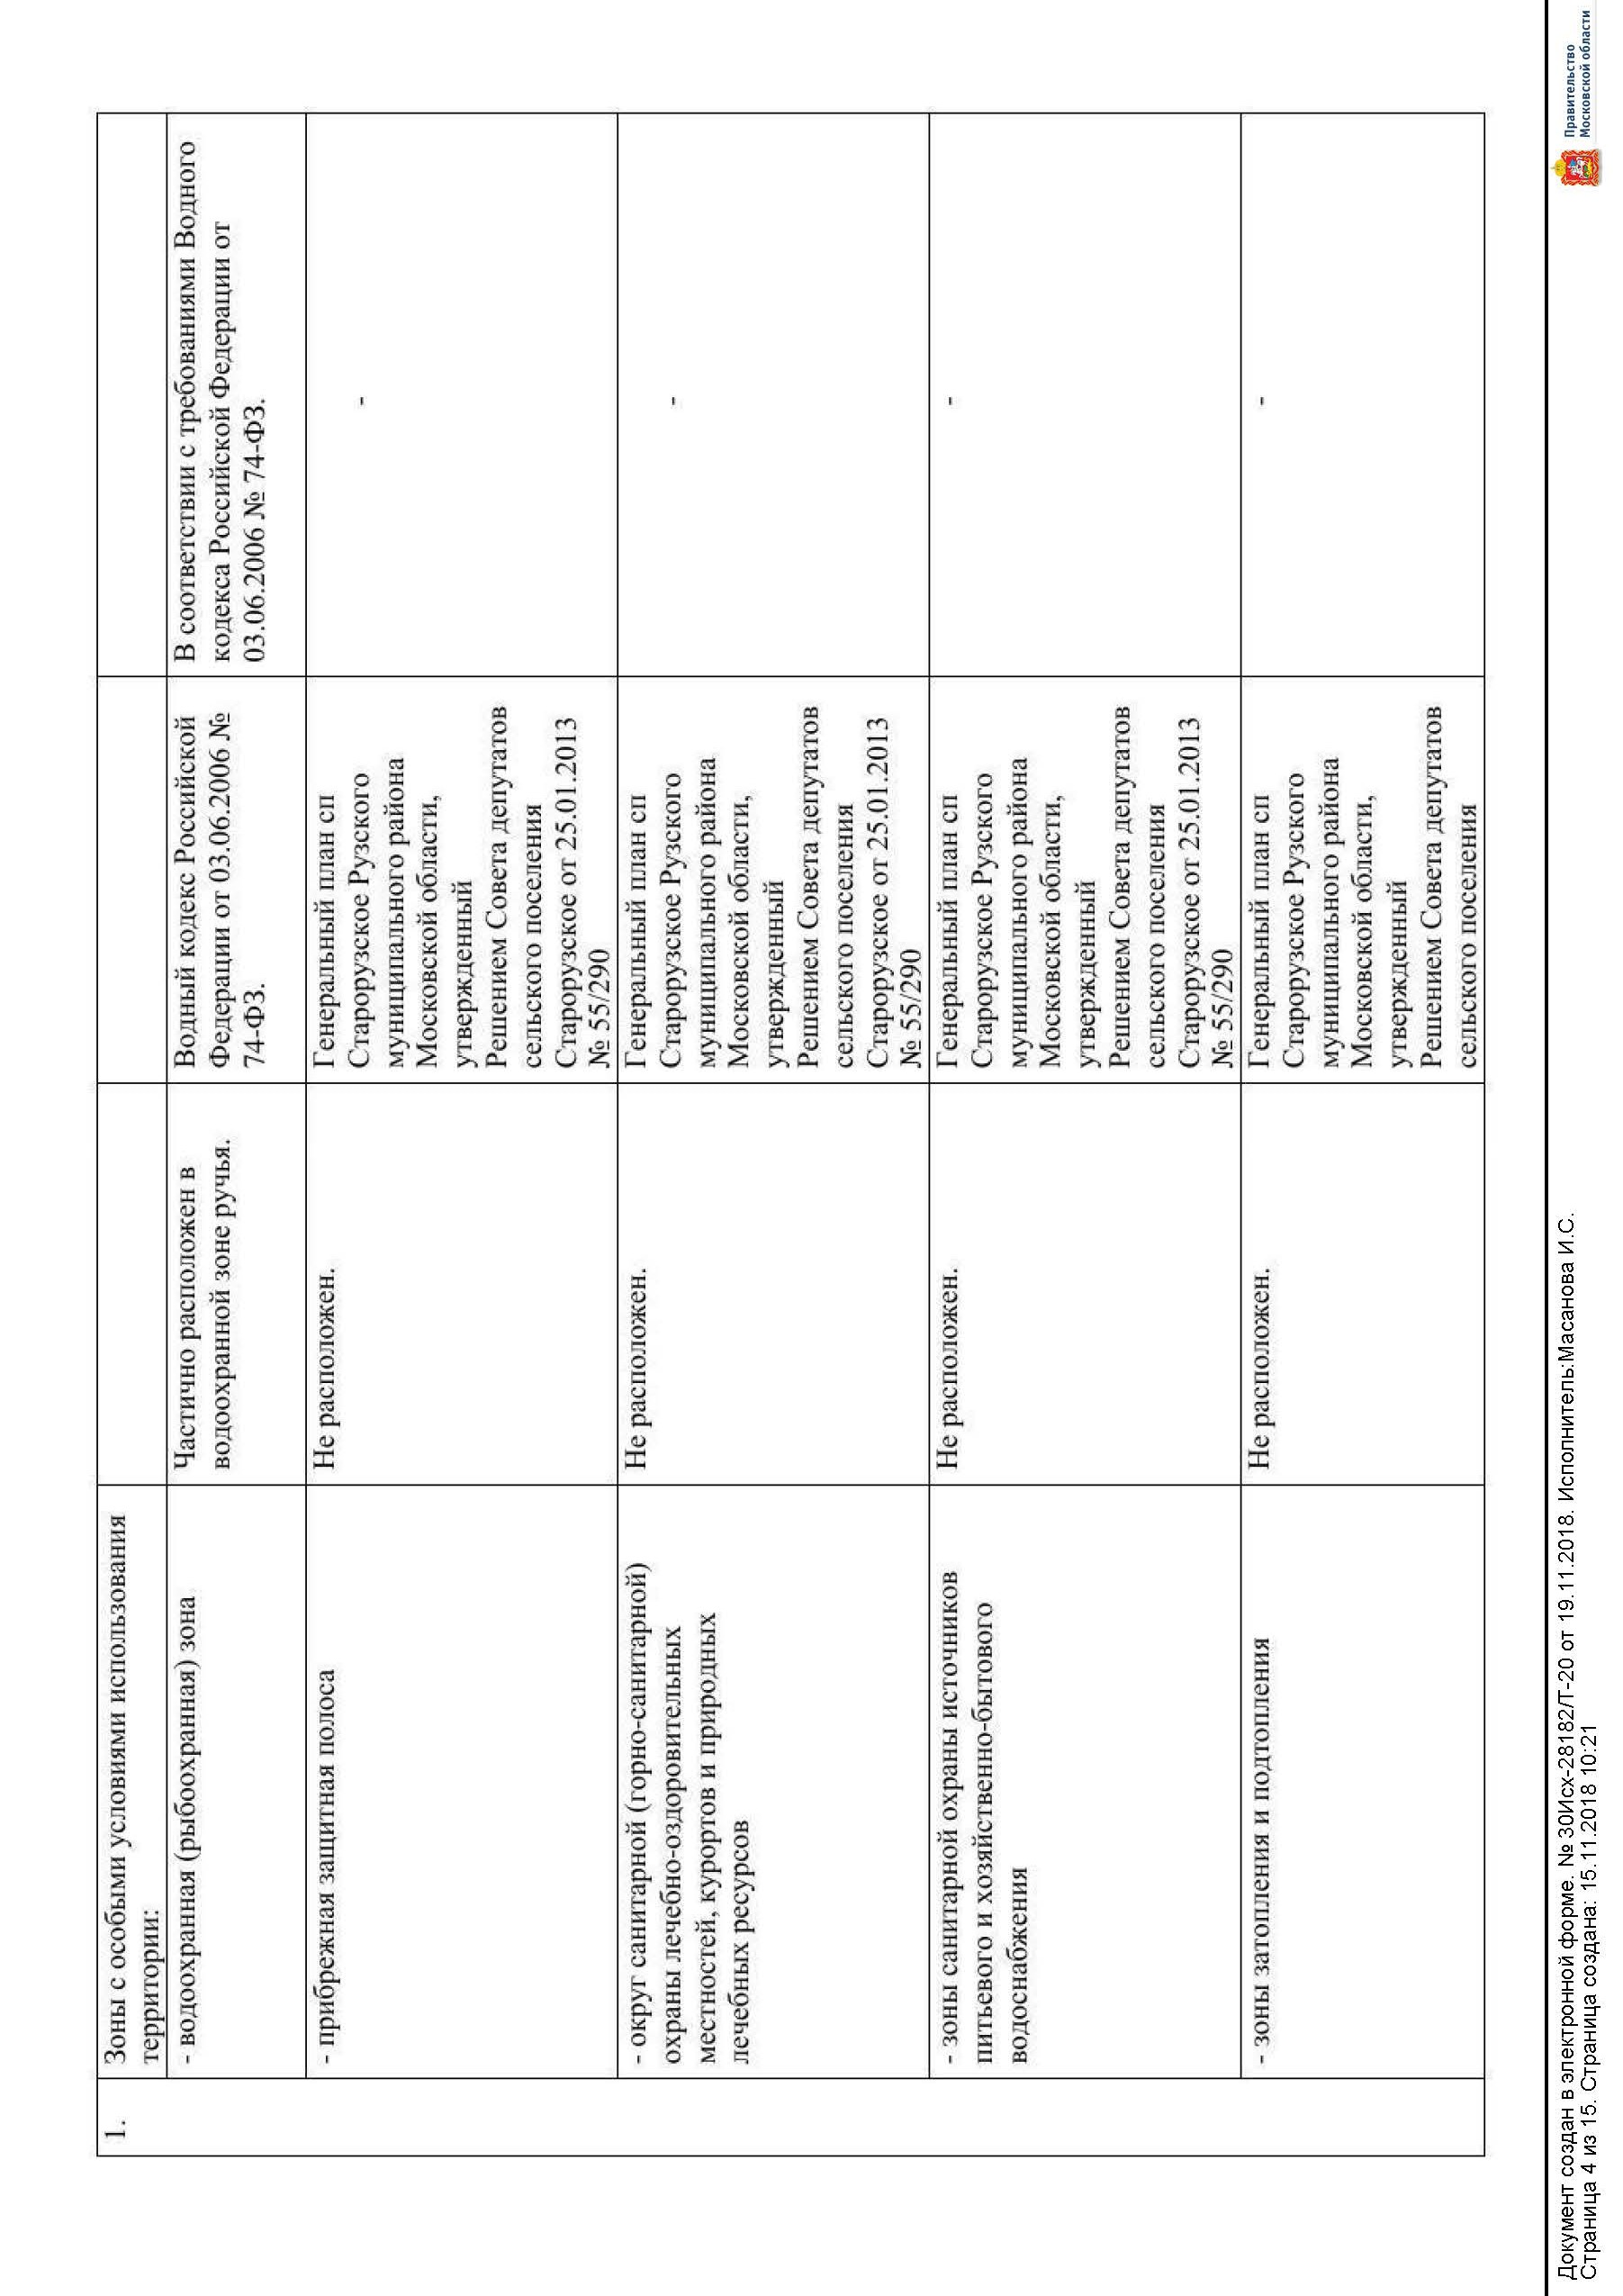 1.
Зоны с особыми условиями использования
территории:
- водоохранная (рыбоохранная) зона
Частично расположен в
водоохранной зоне ручья.
Водный кодекс Российской
Федерации от 03.06.2006 №
74-ФЗ.
В соответствии с требованиями Водного
кодекса Российской Федерации от
03.06.2006 № 74-ФЗ.
- прибрежная защитная полоса
Не расположен.
Генеральный план сп
Старорузское Рузского
муниципального района
Московской области,
утвержденный
Решением Совета депутатов
сельского поселения
Старорузское от 25.01.2013
№ 55/290
-
- округ санитарной (горно-санитарной)
охраны лечебно-оздоровительных
местностей, курортов и природных
лечебных ресурсов
Не расположен.
Генеральный план сп
Старорузское Рузского
муниципального района
Московской области,
утвержденный
Решением Совета депутатов
сельского поселения
Старорузское от 25.01.2013
№ 55/290
-
- зоны санитарной охраны источников
питьевого и хозяйственно-бытового
водоснабжения
Не расположен.
Генеральный план сп
Старорузское Рузского
муниципального района
Московской области,
утвержденный
Решением Совета депутатов
сельского поселения
Старорузское от 25.01.2013
№ 55/290
-
- зоны затопления и подтопления
Не расположен.
Генеральный план сп
Старорузское Рузского
муниципального района
Московской области,
утвержденный
Решением Совета депутатов
сельского поселения
-
Документ создан в электронной форме. № 30Исх-28182/Т-20 от 19.11.2018. Исполнитель:Масанова И.С.
Страница 4 из 15. Страница создана: 15.11.2018 10:21
Правительство
Московской области